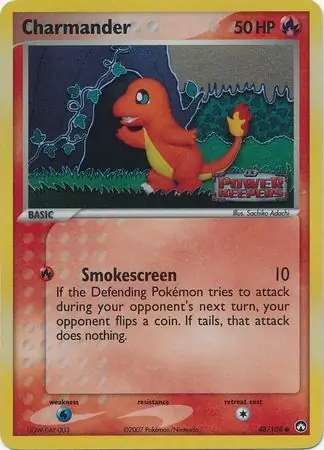 Charmander 50 HP
EX
POWER
KEEPERS
BASIC
Illus. Sachiko Adachi
Smokescreen 10
If the Defending Pokémon tries to attack
during your opponent's next turn, your
opponent flips a coin. If tails, that attack
does nothing.
weakness resistance retreat cost
©2007 Pokémon/Nintendo
48/108